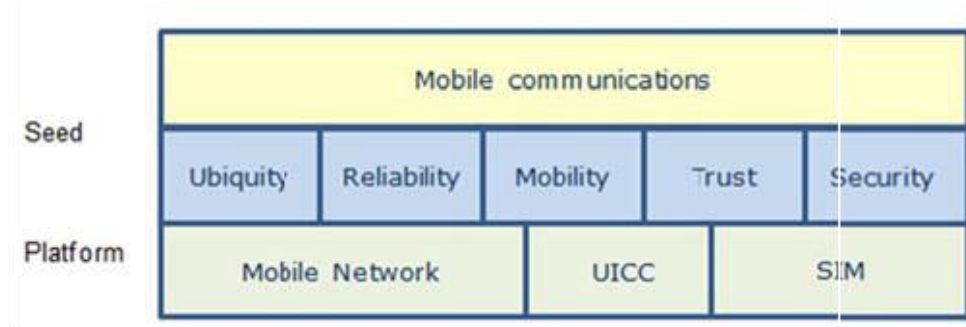 Mobile communications
Seed
Ubiquity Reliability Mobility Trust Security
Platform
Mobile Network UICC SIM